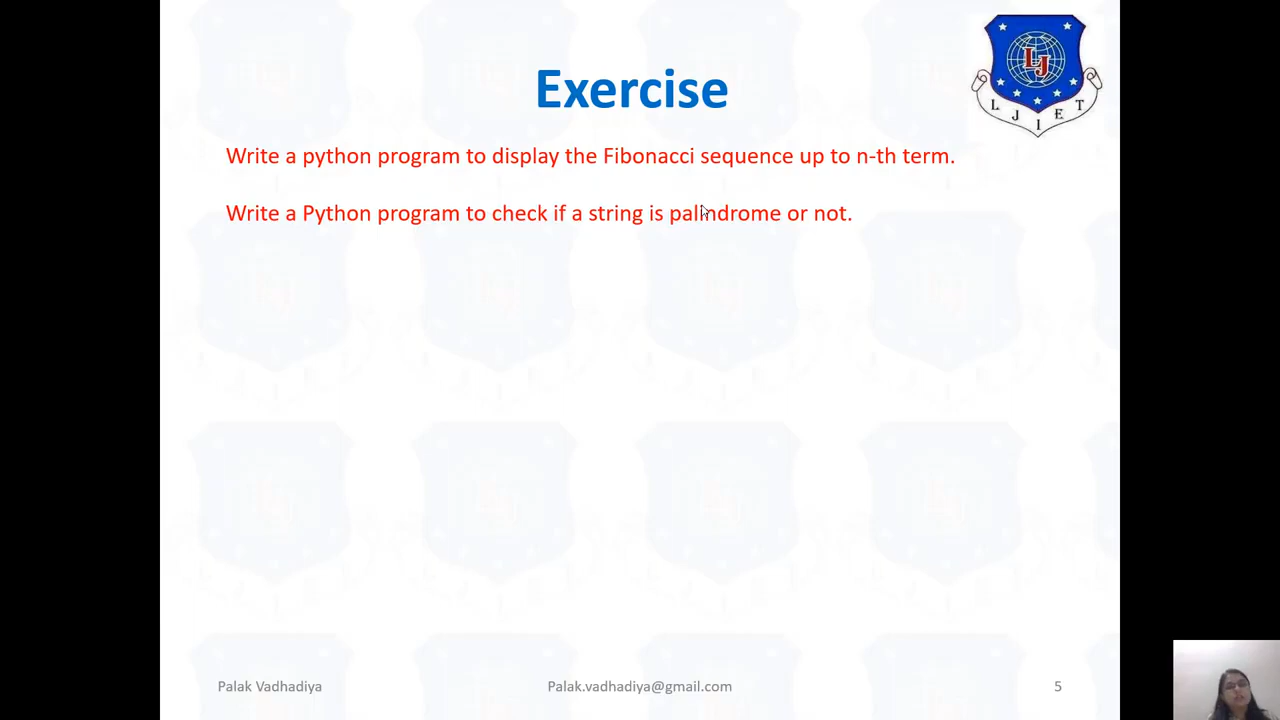 Exercise
LJ
L J I E T
Write a python program to display the Fibonacci sequence up to n-th term.
Write a Python program to check if a string is palindrome or not.
Palak Vadhadiya
Palak.vadhadiya@gmail.com
5